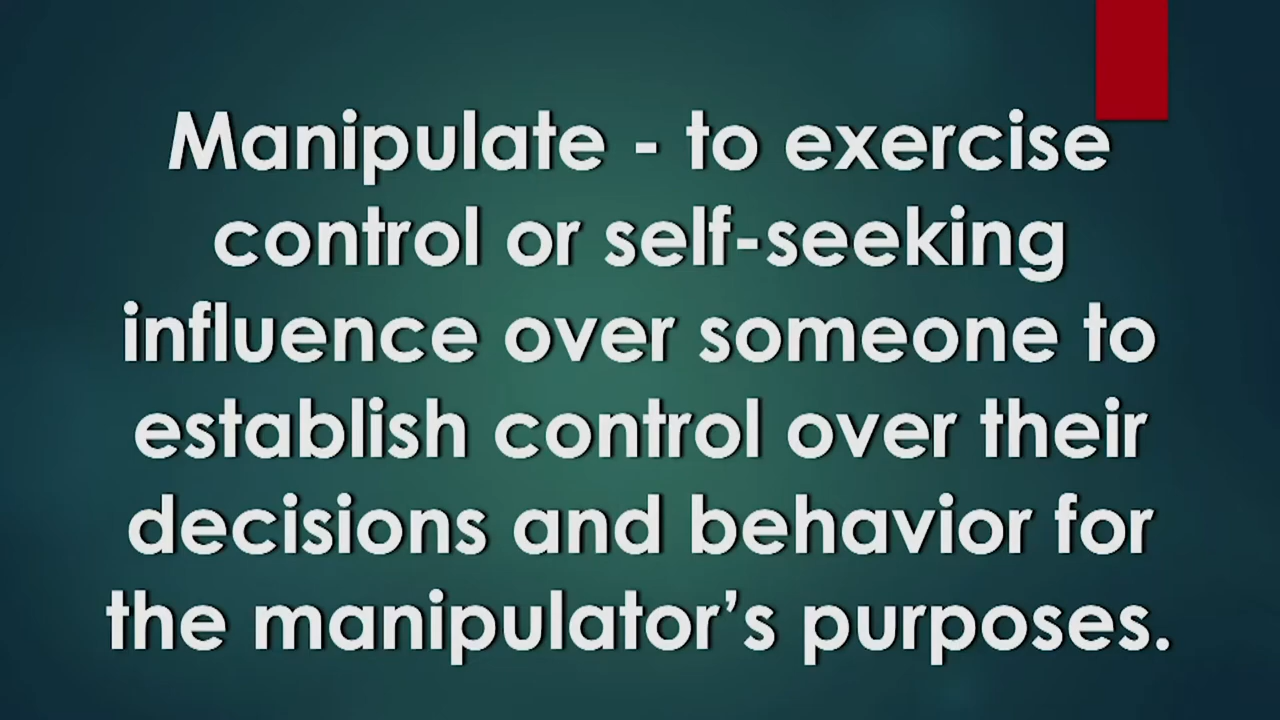 Manipulate - to exercise
control or self-seeking
influence over someone to
establish control over their
decisions and behavior for
the manipulator’s purposes.